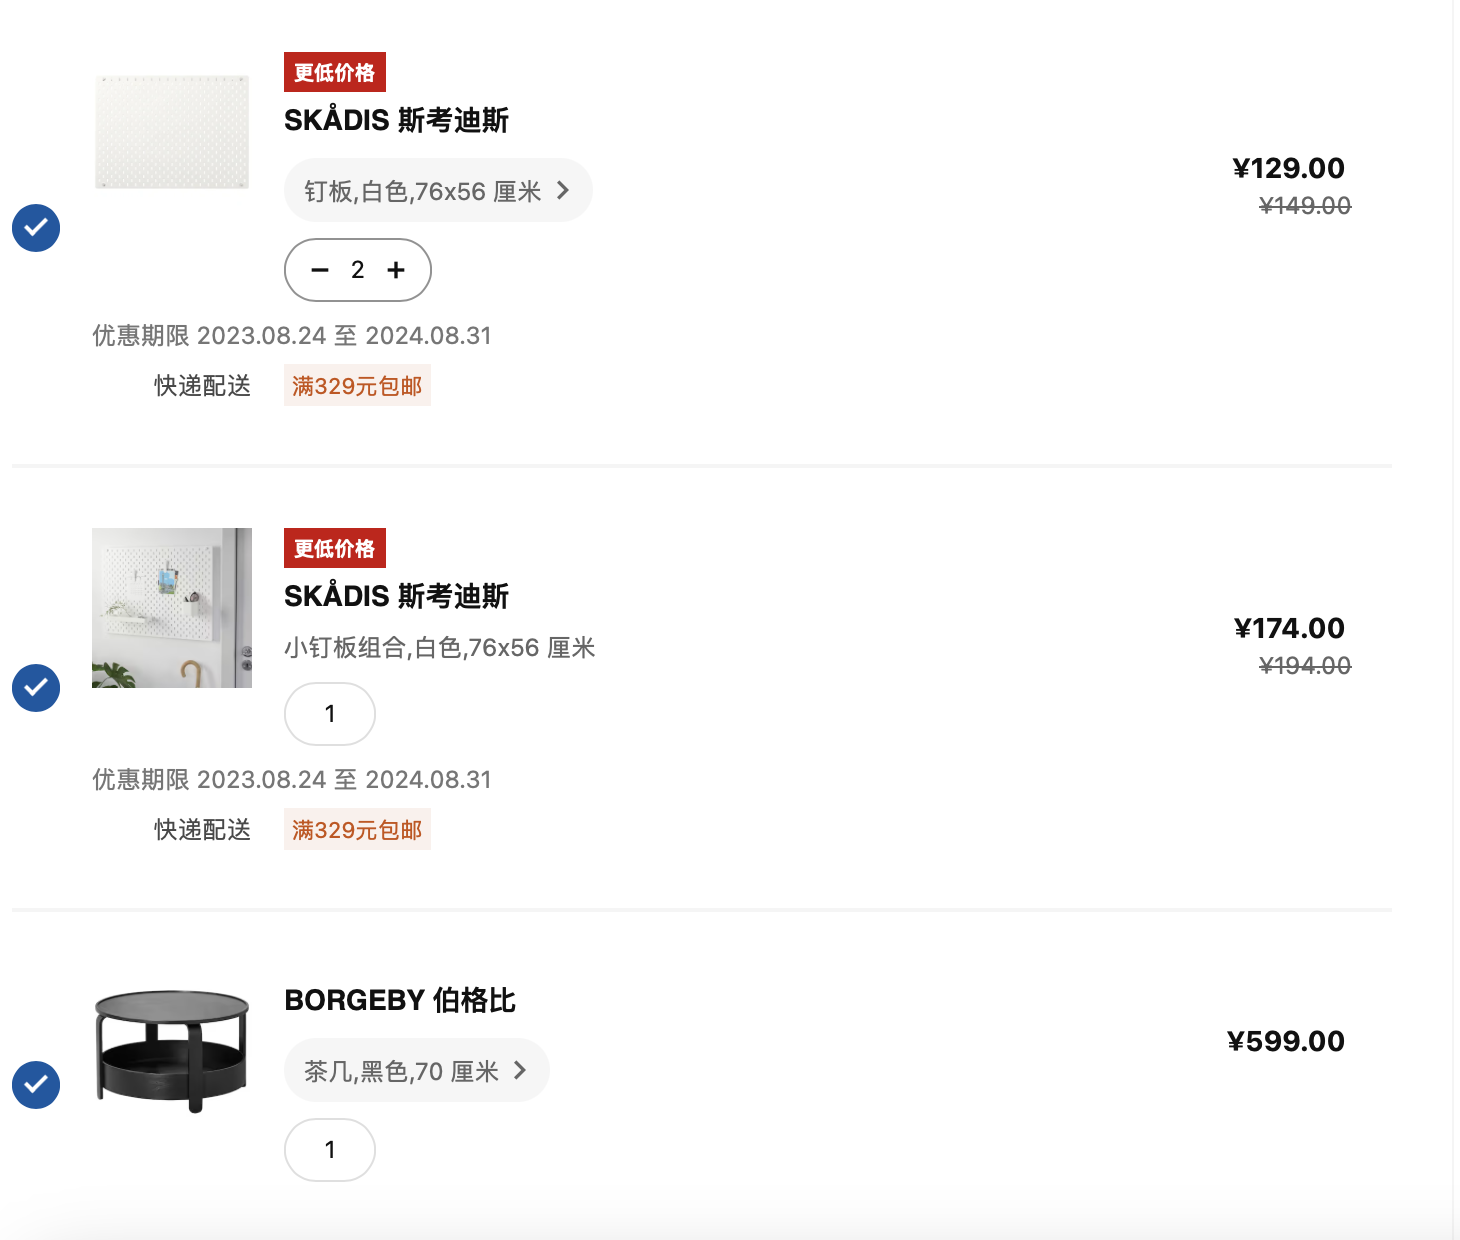 更低价格
SKÅDIS 斯考迪斯
钉板,白色,76x56 厘米
¥129.00
¥149.00
2
优惠期限 2023.08.24 至 2024.08.31
快递配送 满329元包邮
更低价格
SKÅDIS 斯考迪斯
小钉板组合,白色,76x56 厘米
¥174.00
¥194.00
1
优惠期限 2023.08.24 至 2024.08.31
快递配送 满329元包邮
BORGEBY 伯格比
茶几,黑色,70 厘米
¥599.00
1